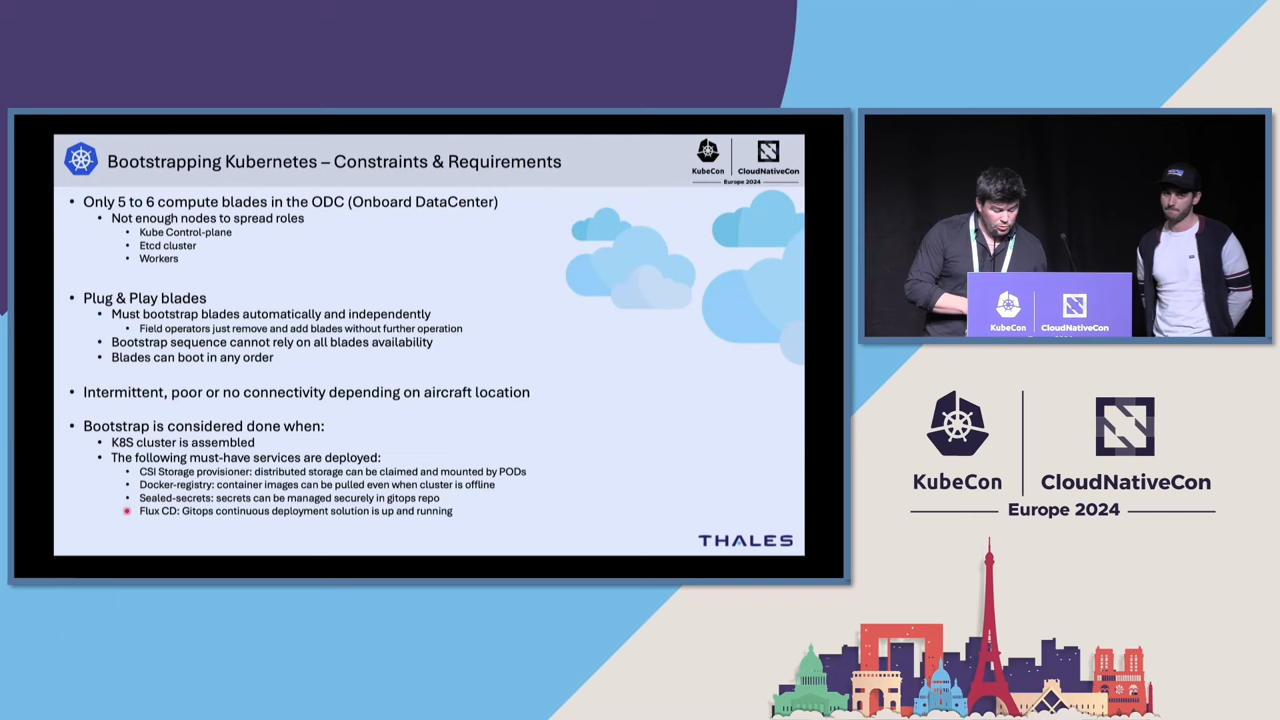 Bootstrapping Kubernetes – Constraints & Requirements
KubeCon
CloudNativeCon
Europe 2024
• Only 5 to 6 compute blades in the ODC (Onboard DataCenter)
• Not enough nodes to spread roles
• Kube Control-plane
• Etcd cluster
• Workers
• Plug & Play blades
• Must bootstrap blades automatically and independently
• Field operators just remove and add blades without further operation
• Bootstrap sequence cannot rely on all blades availability
• Blades can boot in any order
• Intermittent, poor or no connectivity depending on aircraft location
• Bootstrap is considered done when:
• K8S cluster is assembled
• The following must-have services are deployed:
• CSI Storage provisioner: distributed storage can be claimed and mounted by PODs
• Docker-registry: container images can be pulled even when cluster is offline
• Sealed-secrets: secrets can be managed securely in gitops repo
• Flux CD: Gitops continuous deployment solution is up and running
THALES
KubeCon
CloudNativeCon
KubeCon
CloudNativeCon
Europe 2024